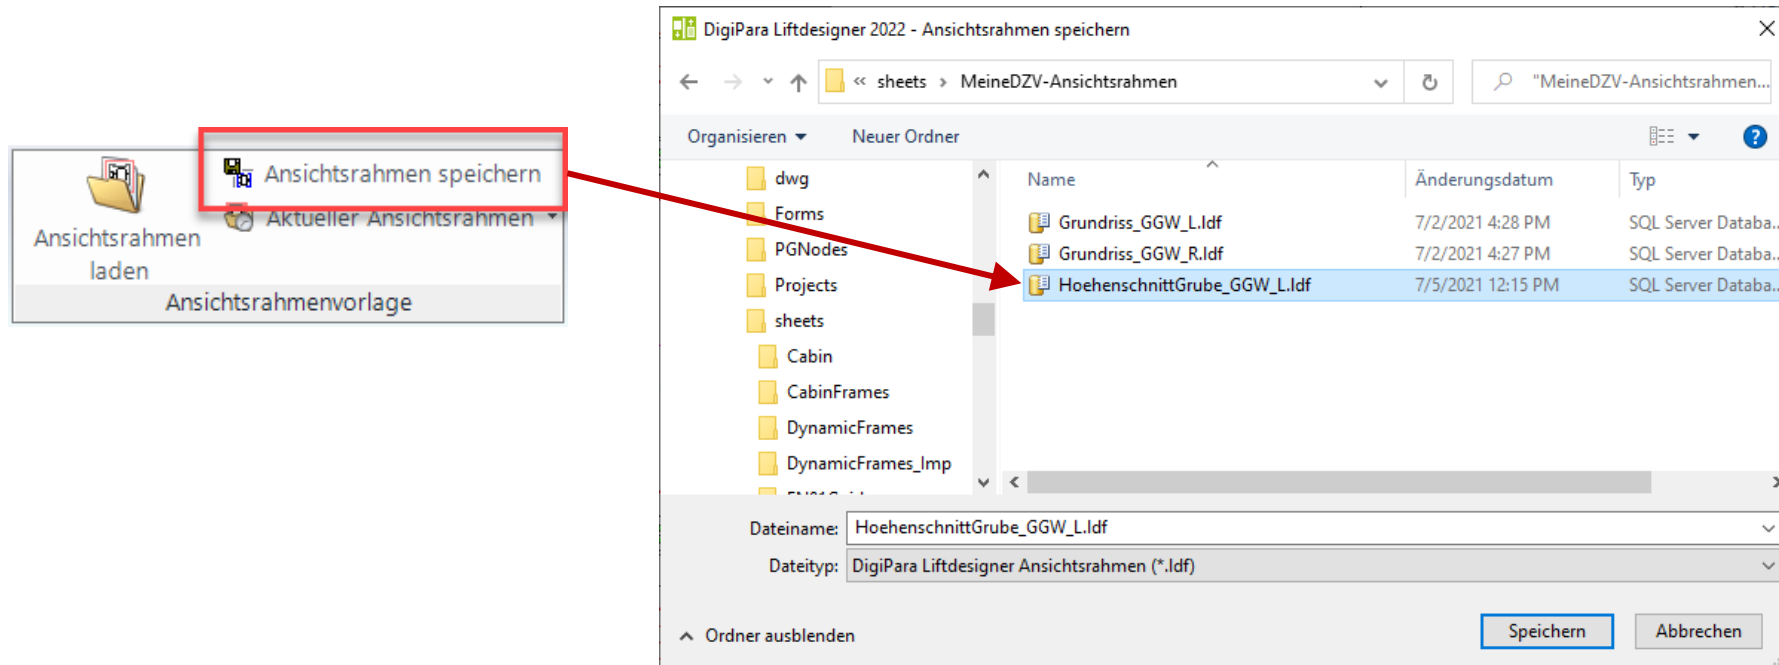 Ansichtsrahmen speichern
Aktueller Ansichtsrahmen
Ansichtsrahmen
laden
Ansichtsrahmenvorlage
DigiPara Liftdesigner 2022 - Ansichtsrahmen speichern
« sheets › MeineDZV-Ansichtsrahmen
"MeineDZV-Ansichtsrahmen...
Organisieren Neuer Ordner
dwg
Forms
PGNodes
Projects
sheets
Cabin
CabinFrames
DynamicFrames
DynamicFrames_Imp
Name Änderungsdatum Typ
Grundriss_GGW_L.ldf 7/2/2021 4:28 PM SQL Server Databa..
Grundriss_GGW_R.ldf 7/2/2021 4:27 PM SQL Server Databa..
HoehenschnittGrube_GGW_L.ldf 7/5/2021 12:15 PM SQL Server Databa..
Dateiname: HoehenschnittGrube_GGW_L.ldf
Dateityp: DigiPara Liftdesigner Ansichtsrahmen (*.ldf)
Ordner ausblenden
Speichern Abbrechen